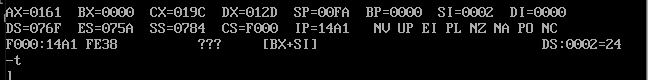 AX=0161 BX=0000 CX=019C DX=012D SP=00FA BP=0000 SI=0002 DI=0000
DS=076F ES=075A SS=0784 CS=F000 IP=14A1 NV UP EI PL NZ NA PO NC
F000:14A1 FE38 ??? [BX+SI] DS:0002=24
-t